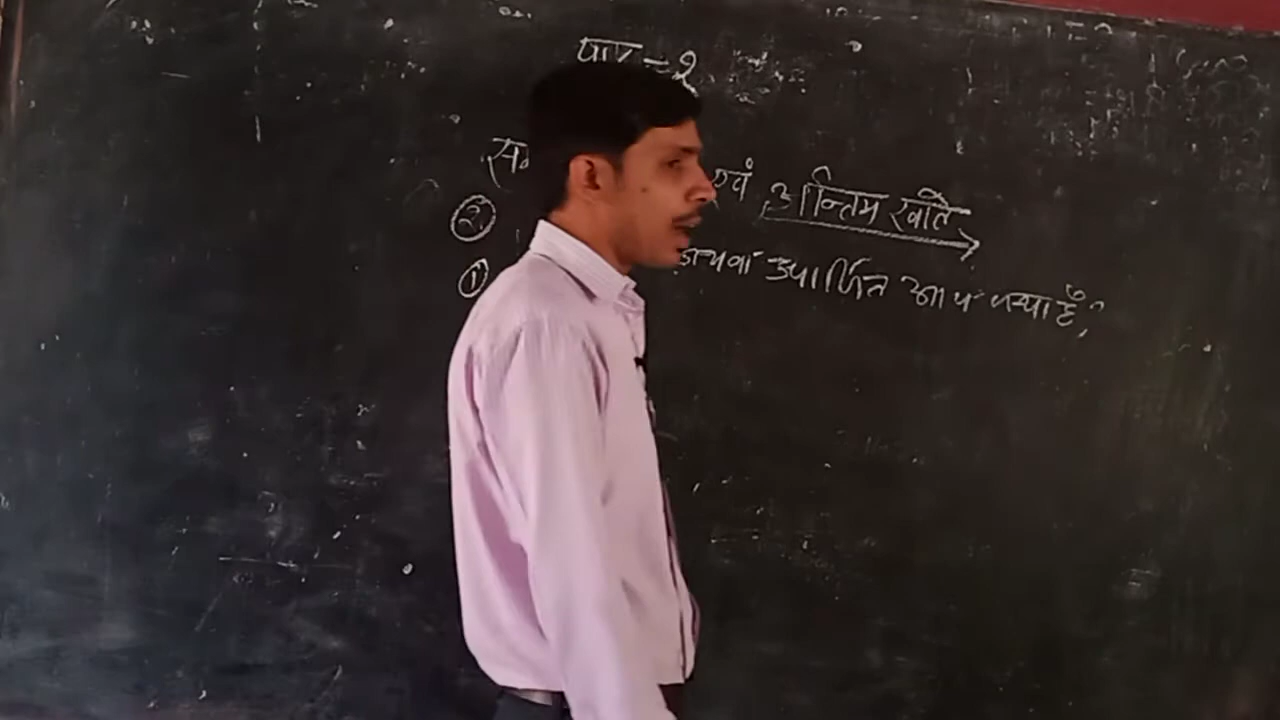 पाठ - 2
एवं अन्तिम खाते
②
① अथवा उपार्जित आय क्या है?